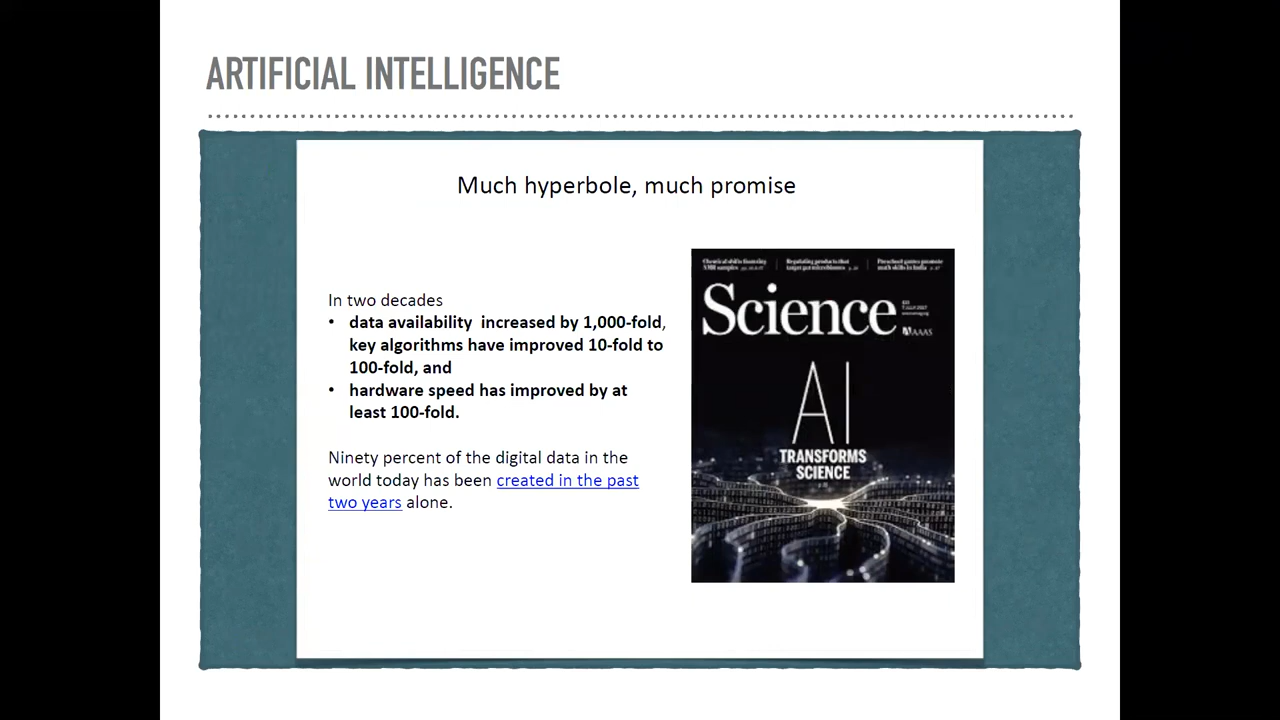 ARTIFICIAL INTELLIGENCE
Much hyperbole, much promise
In two decades
• data availability increased by 1,000-fold,
key algorithms have improved 10-fold to
100-fold, and
• hardware speed has improved by at
least 100-fold.
Ninety percent of the digital data in the
world today has been created in the past
two years alone.
Science
AAAS
AI
TRANSFORMS
SCIENCE